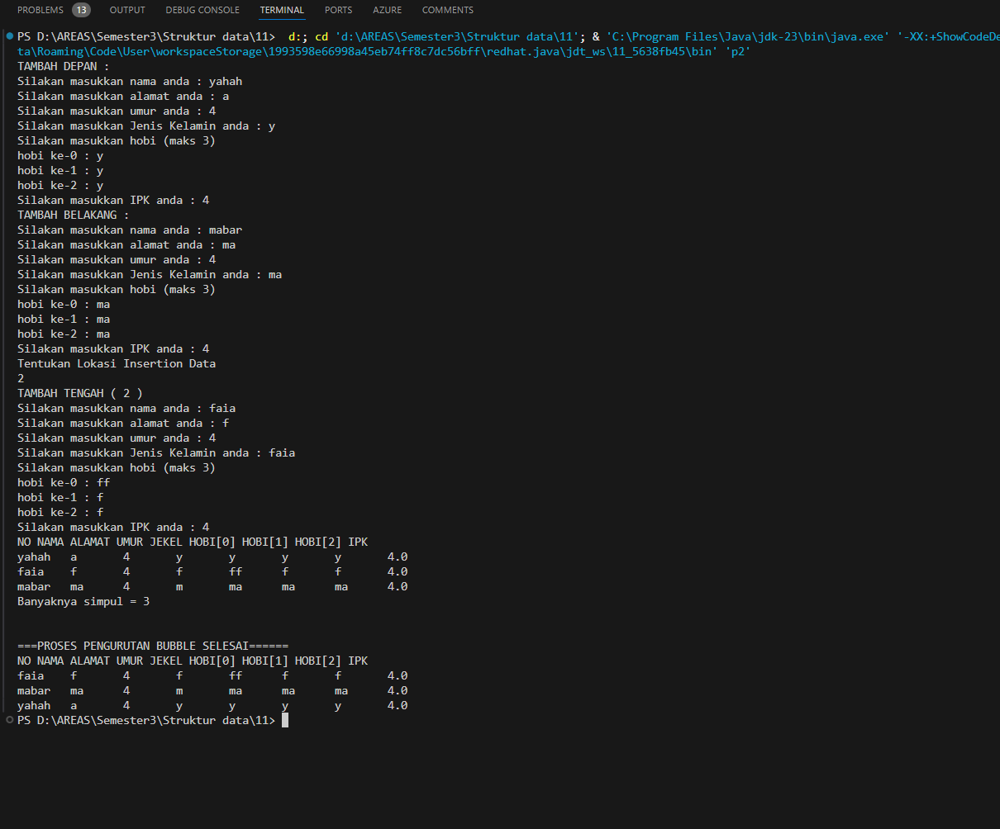 PROBLEMS 13 OUTPUT DEBUG CONSOLE TERMINAL PORTS AZURE COMMENTS
PS D:\AREAS\Semester3\Struktur data\11>  d:; cd 'd:\AREAS\Semester3\Struktur data\11'; & 'C:\Program Files\Java\jdk-23\bin\java.exe' '-XX:+ShowCodeDe
ta\Roaming\Code\User\workspaceStorage\1993598e66998a45eb74ff8c7dc56bff\redhat.java\jdt_ws\11_5638fb45\bin' 'p2'
TAMBAH DEPAN :
Silakan masukkan nama anda : yahah
Silakan masukkan alamat anda : a
Silakan masukkan umur anda : 4
Silakan masukkan Jenis Kelamin anda : y
Silakan masukkan hobi (maks 3)
hobi ke-0 : y
hobi ke-1 : y
hobi ke-2 : y
Silakan masukkan IPK anda : 4
TAMBAH BELAKANG :
Silakan masukkan nama anda : mabar
Silakan masukkan alamat anda : ma
Silakan masukkan umur anda : 4
Silakan masukkan Jenis Kelamin anda : ma
Silakan masukkan hobi (maks 3)
hobi ke-0 : ma
hobi ke-1 : ma
hobi ke-2 : ma
Silakan masukkan IPK anda : 4
Tentukan Lokasi Insertion Data
2
TAMBAH TENGAH ( 2 )
Silakan masukkan nama anda : faia
Silakan masukkan alamat anda : f
Silakan masukkan umur anda : 4
Silakan masukkan Jenis Kelamin anda : faia
Silakan masukkan hobi (maks 3)
hobi ke-0 : ff
hobi ke-1 : f
hobi ke-2 : f
Silakan masukkan IPK anda : 4
NO NAMA ALAMAT UMUR JEKEL HOBI[0] HOBI[1] HOBI[2] IPK
yahah   a       4       y       y       y       y       4.0
faia    f       4       f       ff      f       f       4.0
mabar   ma      4       m       ma      ma      ma      4.0
Banyaknya simpul = 3
===PROSES PENGURUTAN BUBBLE SELESAI======
NO NAMA ALAMAT UMUR JEKEL HOBI[0] HOBI[1] HOBI[2] IPK
faia    f       4       f       ff      f       f       4.0
mabar   ma      4       m       ma      ma      ma      4.0
yahah   a       4       y       y       y       y       4.0
PS D:\AREAS\Semester3\Struktur data\11>